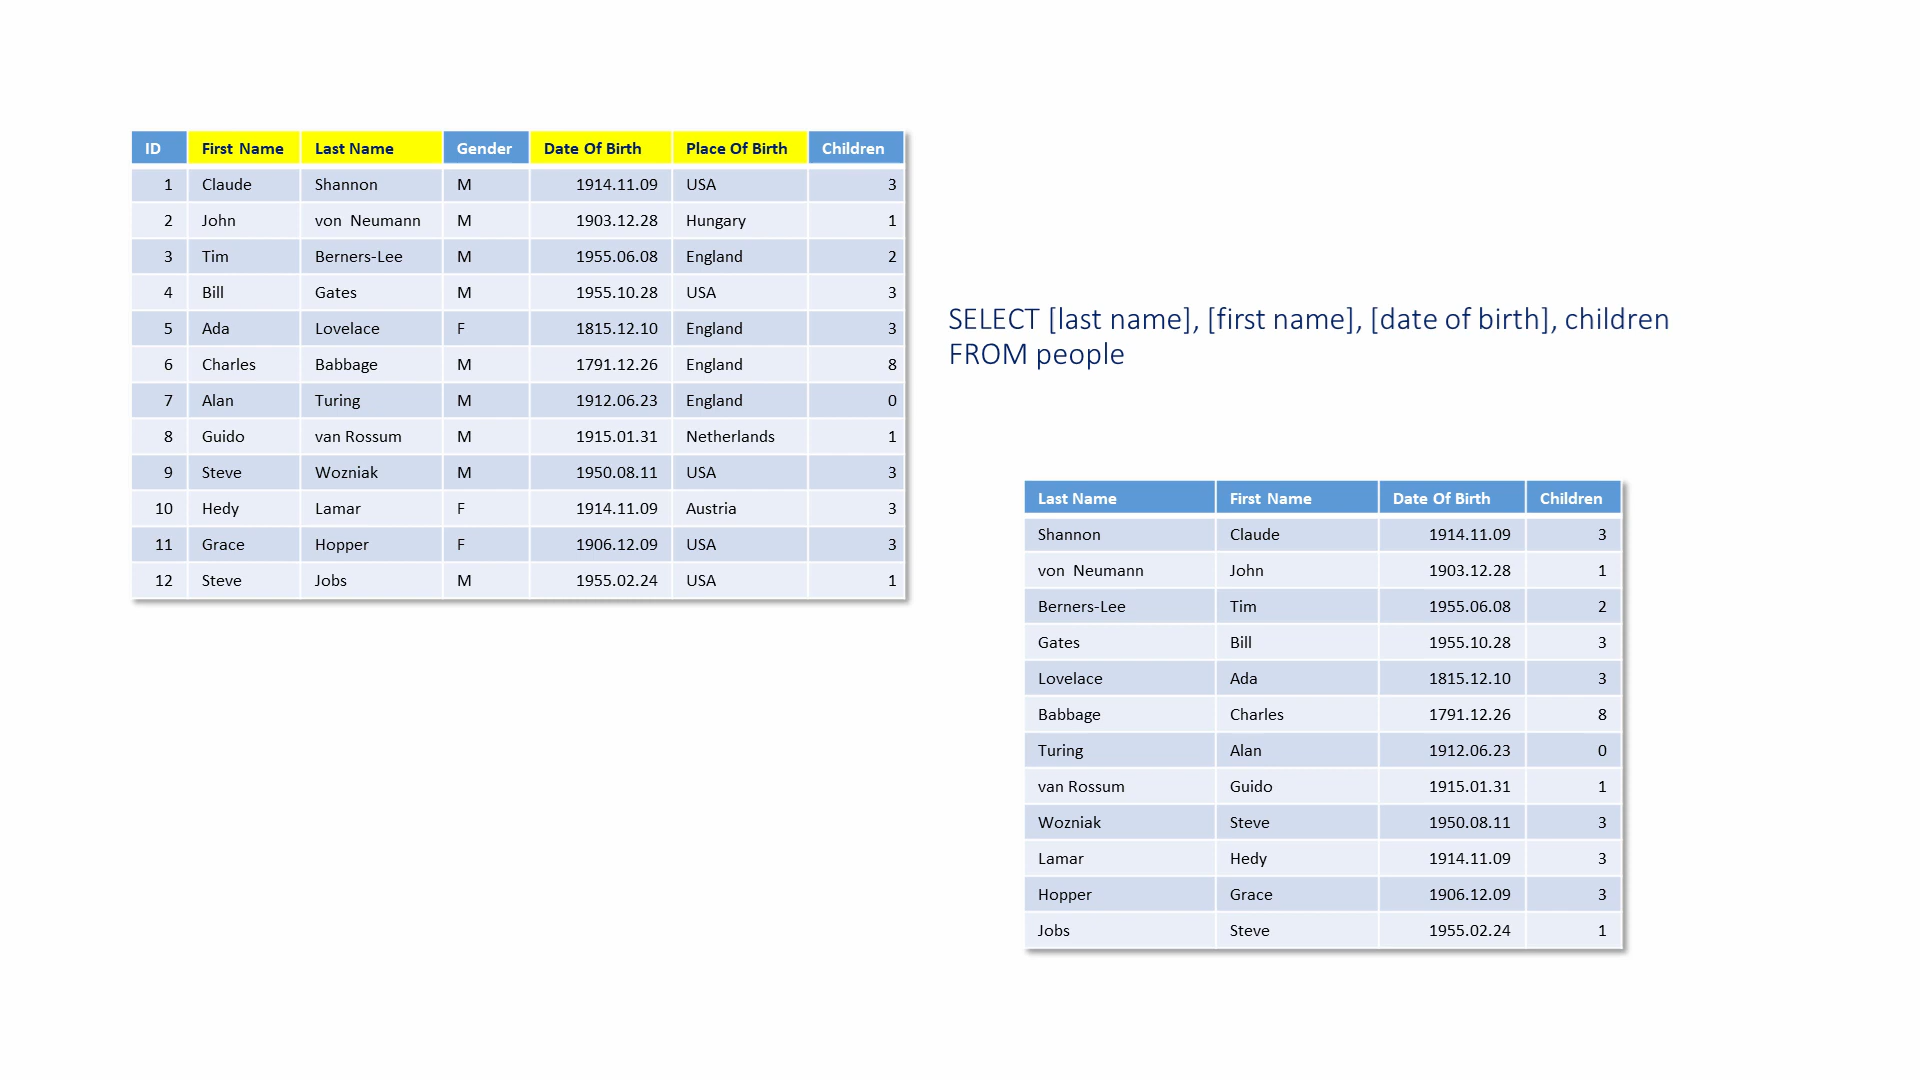 ID First Name Last Name Gender Date Of Birth Place Of Birth Children
1 Claude Shannon M 1914.11.09 USA 3
2 John von Neumann M 1903.12.28 Hungary 1
3 Tim Berners-Lee M 1955.06.08 England 2
4 Bill Gates M 1955.10.28 USA 3
5 Ada Lovelace F 1815.12.10 England 3
6 Charles Babbage M 1791.12.26 England 8
7 Alan Turing M 1912.06.23 England 0
8 Guido van Rossum M 1915.01.31 Netherlands 1
9 Steve Wozniak M 1950.08.11 USA 3
10 Hedy Lamar F 1914.11.09 Austria 3
11 Grace Hopper F 1906.12.09 USA 3
12 Steve Jobs M 1955.02.24 USA 1
SELECT [last name], [first name], [date of birth], children
FROM people
Last Name First Name Date Of Birth Children
Shannon Claude 1914.11.09 3
von Neumann John 1903.12.28 1
Berners-Lee Tim 1955.06.08 2
Gates Bill 1955.10.28 3
Lovelace Ada 1815.12.10 3
Babbage Charles 1791.12.26 8
Turing Alan 1912.06.23 0
van Rossum Guido 1915.01.31 1
Wozniak Steve 1950.08.11 3
Lamar Hedy 1914.11.09 3
Hopper Grace 1906.12.09 3
Jobs Steve 1955.02.24 1